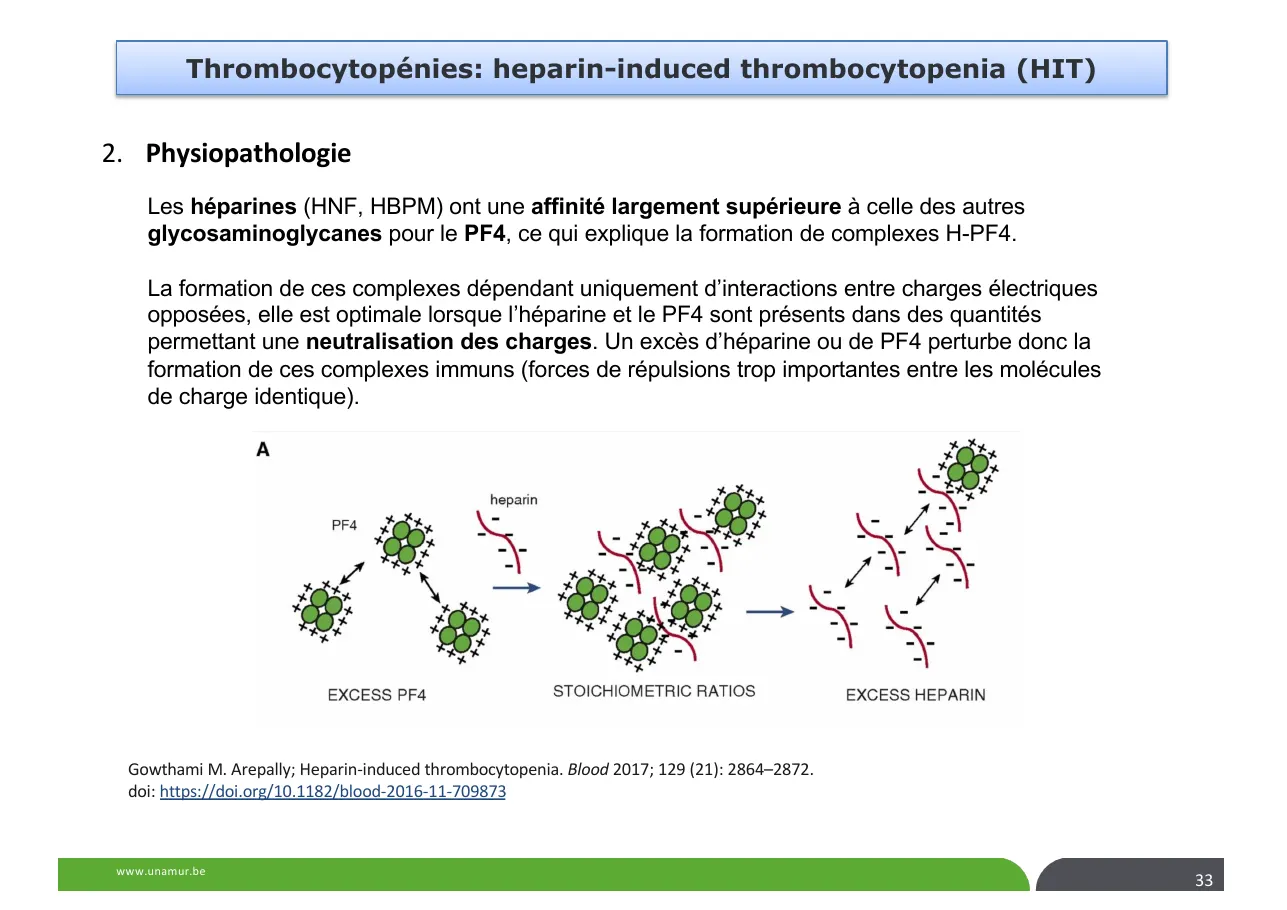 Thrombocytopénies: heparin-induced thrombocytopenia (HIT)
2. Physiopathologie
Les héparines (HNF, HBPM) ont une affinité largement supérieure à celle des autres
glycosaminoglycanes pour le PF4, ce qui explique la formation de complexes H-PF4.
La formation de ces complexes dépendant uniquement d’interactions entre charges électriques
opposées, elle est optimale lorsque l’héparine et le PF4 sont présents dans des quantités
permettant une neutralisation des charges. Un excès d’héparine ou de PF4 perturbe donc la
formation de ces complexes immuns (forces de répulsions trop importantes entre les molécules
de charge identique).
A
heparin
PF4
EXCESS PF4
STOICHIOMETRIC RATIOS
EXCESS HEPARIN
Gowthami M. Arepally; Heparin-induced thrombocytopenia. Blood 2017; 129 (21): 2864–2872.
doi: https://doi.org/10.1182/blood-2016-11-709873
www.unamur.be
33